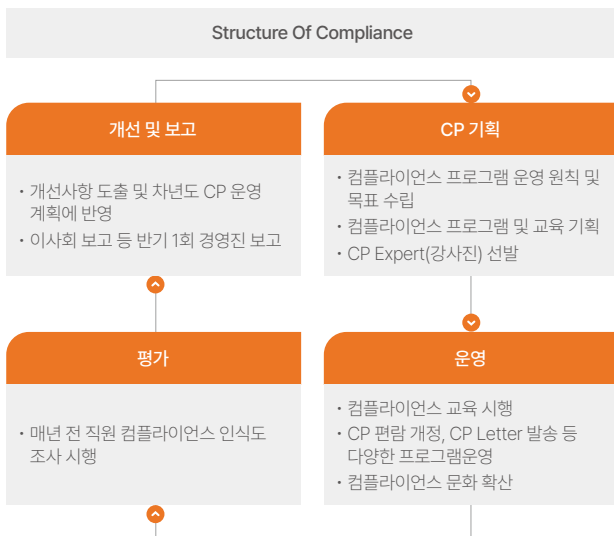 Structure Of Compliance
개선 및 보고
• 개선사항 도출 및 차년도 CP 운영
계획에 반영
• 이사회 보고 등 반기 1회 경영진 보고
CP 기획
• 컴플라이언스 프로그램 운영 원칙 및
목표 수립
• 컴플라이언스 프로그램 및 교육 기획
• CP Expert(강사진) 선발
평가
• 매년 전 직원 컴플라이언스 인식도
조사 시행
운영
• 컴플라이언스 교육 시행
• CP 편람 개정, CP Letter 발송 등
다양한 프로그램운영
• 컴플라이언스 문화 확산